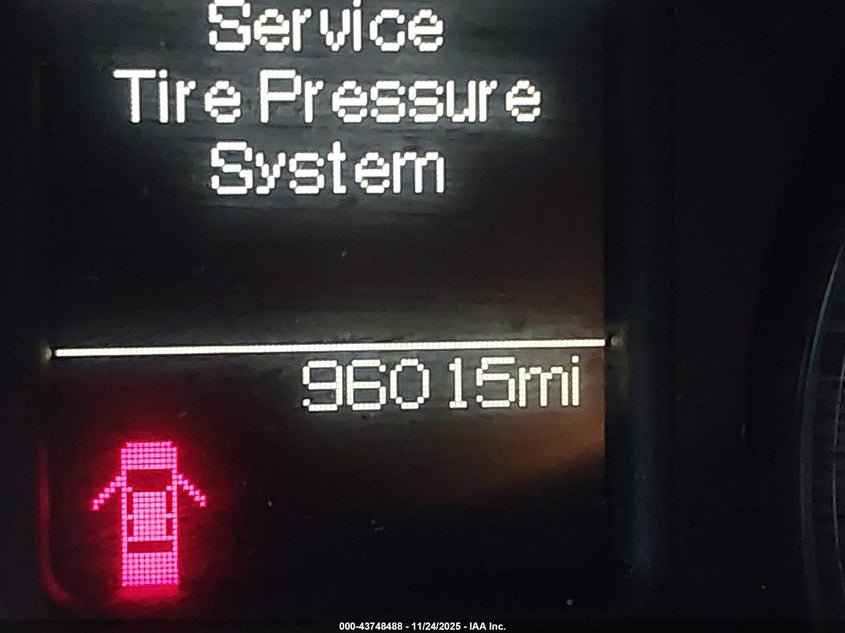 Service
Tire Pressure
System
96015mi
000-43748488 - 11/24/2025 - IAA Inc.